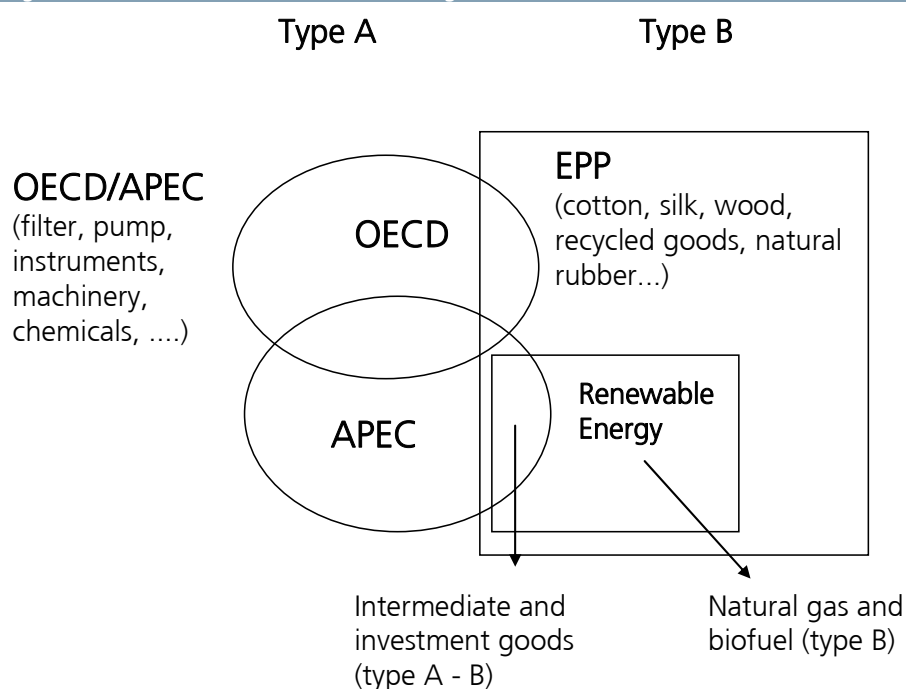 Type A
Type B
OECD/APEC
(filter, pump,
instruments,
machinery,
chemicals, ....)
OECD
APEC
EPP
(cotton, silk, wood,
recycled goods, natural
rubber...)
Renewable
Energy
Intermediate and
investment goods
(type A - B)
Natural gas and
biofuel (type B)